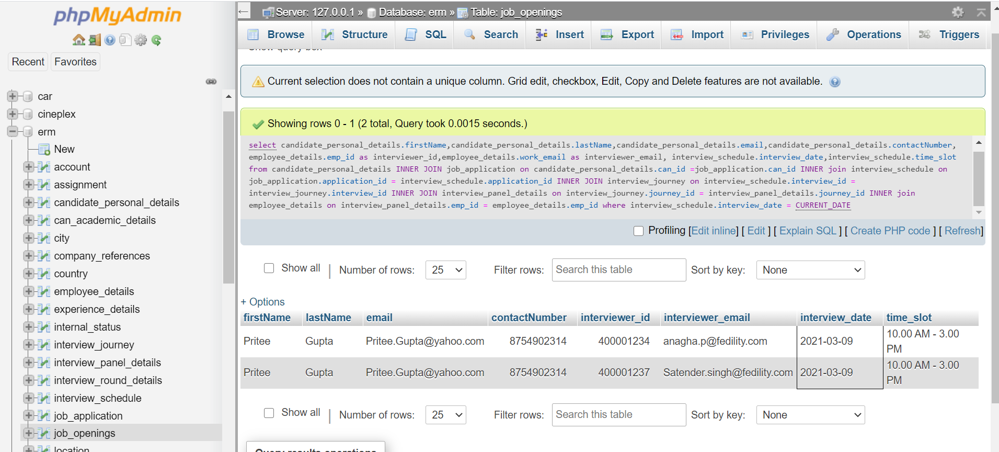 phpMyAdmin
Recent
Favorites
car
cineplex
erm
New
account
assignment
candidate_personal_details
can_academic_details
city
company_references
country
employee_details
experience_details
internal_status
interview_journey
interview_panel_details
interview_round_details
interview_schedule
job_application
job_openings
location
Server: 127.0.0.1 » Database: erm » Table: job_openings
Browse Structure SQL Search Insert Export Import Privileges Operations Triggers
Show query box
Current selection does not contain a unique column. Grid edit, checkbox, Edit, Copy and Delete features are not available.
Showing rows 0 - 1 (2 total, Query took 0.0015 seconds.)
select candidate_personal_details.firstName,candidate_personal_details.lastName,candidate_personal_details.email,candidate_personal_details.contactNumber,
employee_details.emp_id as interviewer_id,employee_details.work_email as interviewer_email, interview_schedule.interview_date,interview_schedule.time_slot
from candidate_personal_details INNER JOIN job_application on candidate_personal_details.can_id =job_application.can_id INNER join interview_schedule on
job_application.application_id = interview_schedule.application_id INNER JOIN interview_journey on interview_schedule.interview_id =
interview_journey.interview_id INNER JOIN interview_panel_details on interview_journey.journey_id = interview_panel_details.journey_id INNER join
employee_details on interview_panel_details.emp_id = employee_details.emp_id where interview_schedule.interview_date = CURRENT_DATE
Profiling [Edit inline] [ Edit ] [ Explain SQL ] [ Create PHP code ] [ Refresh]
Show all | Number of rows: 25 Filter rows: Search this table Sort by key: None
+ Options
firstName lastName email contactNumber interviewer_id interviewer_email interview_date time_slot
Pritee Gupta Pritee.Gupta@yahoo.com 8754902314 400001234 anagha.p@fedility.com 2021-03-09 10.00 AM - 3.00
PM
Pritee Gupta Pritee.Gupta@yahoo.com 8754902314 400001237 Satender.singh@fedility.com 2021-03-09 10.00 AM - 3.00
PM
Show all | Number of rows: 25 Filter rows: Search this table Sort by key: None
Query results operations